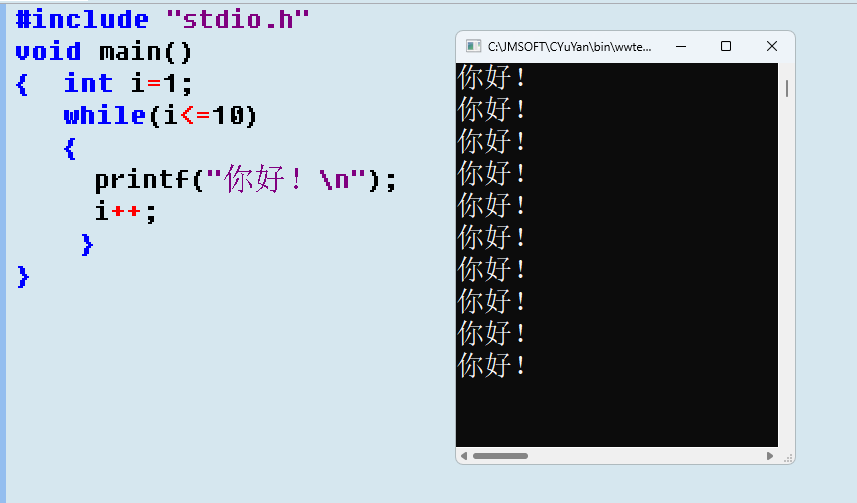 #include "stdio.h"
void main()
{  int i=1;
   while(i<=10)
   {
     printf("你好！\n");
     i++;
    }
}
C:\JMSOFT\CYuYan\bin\wwte...
你好！
你好！
你好！
你好！
你好！
你好！
你好！
你好！
你好！
你好！